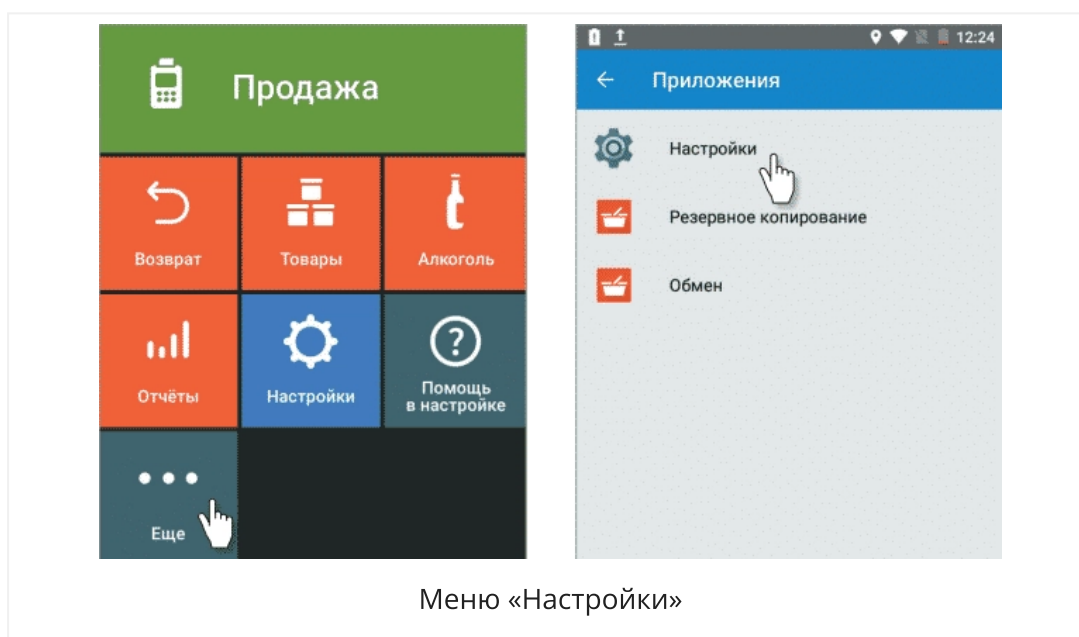 Продажа
Возврат
Товары
Алкоголь
Отчёты
Настройки
Помощь
в настройке
Еще
12:24
Приложения
Настройки
Резервное копирование
Обмен
Меню «Настройки»